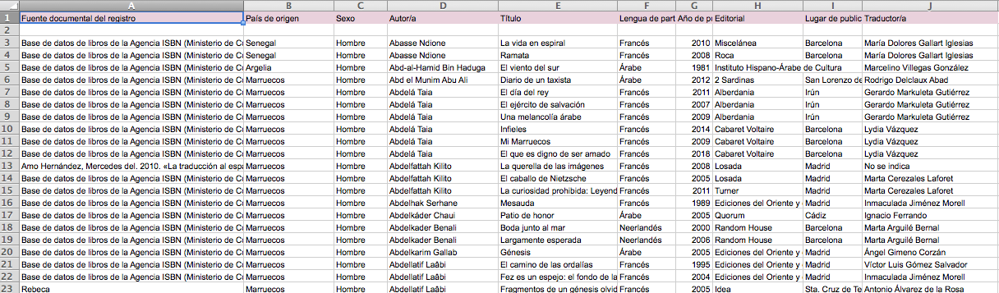 A B C D E F G H I J
1 Fuente documental del registro País de origen Sexo Autor/a Título Lengua de part Año de pu Editorial Lugar de public Traductor/a
2
3 Base de datos de libros de la Agencia ISBN (Ministerio de Cu Senegal Hombre Abasse Ndione La vida en espiral Francés 2010 Miscelánea Barcelona María Dolores Gallart Iglesias
4 Base de datos de libros de la Agencia ISBN (Ministerio de Cu Senegal Hombre Abasse Ndione Ramata Francés 2008 Roca Barcelona María Dolores Gallart Iglesias
5 Base de datos de libros de la Agencia ISBN (Ministerio de Cu Argelia Hombre Abd-al-Hamid Bin Haduga El viento del sur Árabe 1981 Instituto Hispano-Árabe de Cultura Marcelino Villegas González
6 Base de datos de libros de la Agencia ISBN (Ministerio de Cu Marruecos Hombre Abd el Munim Abu Ali Diario de un taxista Árabe 2012 2 Sardinas San Lorenzo de Rodrigo Delclaux Abad
7 Base de datos de libros de la Agencia ISBN (Ministerio de Cu Marruecos Hombre Abdelá Taia El día del rey Francés 2011 Alberdania Irún Gerardo Markuleta Gutiérrez
8 Base de datos de libros de la Agencia ISBN (Ministerio de Cu Marruecos Hombre Abdelá Taia El ejército de salvación Francés 2007 Alberdania Irún Gerardo Markuleta Gutiérrez
9 Base de datos de libros de la Agencia ISBN (Ministerio de Cu Marruecos Hombre Abdelá Taia Una melancolía árabe Francés 2009 Alberdania Irún Gerardo Markuleta Gutiérrez
10 Base de datos de libros de la Agencia ISBN (Ministerio de Cu Marruecos Hombre Abdelá Taia Infieles Francés 2014 Cabaret Voltaire Barcelona Lydia Vázquez
11 Base de datos de libros de la Agencia ISBN (Ministerio de Cu Marruecos Hombre Abdelá Taia Mi Marruecos Francés 2009 Cabaret Voltaire Barcelona Lydia Vázquez
12 Base de datos de libros de la Agencia ISBN (Ministerio de Cu Marruecos Hombre Abdelá Taia El que es digno de ser amado Francés 2018 Cabaret Voltaire Barcelona Lydia Vázquez
13 Amo Hernández, Mercedes del. 2010. «La traducción al espa Marruecos Hombre Abdelfattah Kilito La querella de las imágenes Francés 2008 Losada Madrid No se indica
14 Base de datos de libros de la Agencia ISBN (Ministerio de Cu Marruecos Hombre Abdelfattah Kilito El caballo de Nietzsche Francés 2005 Losada Madrid Marta Cerezales Laforet
15 Base de datos de libros de la Agencia ISBN (Ministerio de Cu Marruecos Hombre Abdelfattah Kilito La curiosidad prohibida: Leyend Francés 2011 Turner Madrid Marta Cerezales Laforet
16 Base de datos de libros de la Agencia ISBN (Ministerio de Cu Marruecos Hombre Abdelhak Serhane Mesauda Francés 1989 Ediciones del Oriente y Madrid Inmaculada Jiménez Morell
17 Base de datos de libros de la Agencia ISBN (Ministerio de Cu Marruecos Hombre Abdelkáder Chaui Patio de honor Árabe 2005 Quorum Cádiz Ignacio Ferrando
18 Base de datos de libros de la Agencia ISBN (Ministerio de Cu Marruecos Hombre Abdelkader Benali Boda junto al mar Neerlandés 2000 Random House Barcelona Marta Arguilé Bernal
19 Base de datos de libros de la Agencia ISBN (Ministerio de Cu Marruecos Hombre Abdelkader Benali Largamente esperada Neerlandés 2006 Random House Barcelona Marta Arguilé Bernal
20 Base de datos de libros de la Agencia ISBN (Ministerio de Cu Marruecos Hombre Abdelkarim Gallab Génesis Árabe 2005 Ediciones del Oriente y Madrid Ángel Gimeno Corzán
21 Base de datos de libros de la Agencia ISBN (Ministerio de Cu Marruecos Hombre Abdellatif Laâbi El camino de las ordalías Francés 1995 Ediciones del Oriente y Madrid Víctor Luis Gómez Salvador
22 Base de datos de libros de la Agencia ISBN (Ministerio de Cu Marruecos Hombre Abdellatif Laâbi Fez es un espejo: el fondo de la Francés 2004 Ediciones del Oriente y Madrid Inmaculada Jiménez Morell
23 Rebeca Marruecos Hombre Abdellatif Laâbi Fragmentos de un génesis olvid Francés 2005 Idea Sta. Cruz de Te Antonio Álvarez de la Rosa